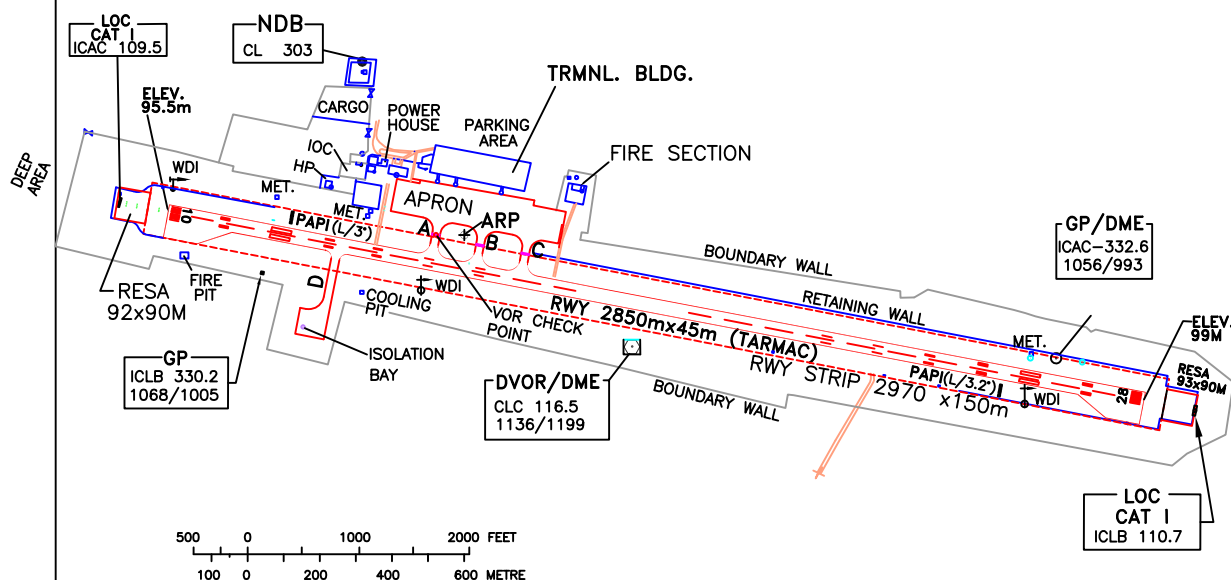 LOC
CAT I
ICAC 109.5
NDB
CL 303
TRMNL. BLDG.
ELEV.
95.5m
CARGO
POWER
HOUSE
PARKING
AREA
IOC
HP
FIRE SECTION
DEEP
AREA
WDI
MET.
MET.
APRON
ARP
10
PAPI(L/3°)
A
B
C
D
GP/DME
ICAC-332.6
1056/993
BOUNDARY WALL
RETAINING WALL
FIRE
PIT
RESA
92x90M
COOLING
PIT
WDI
VOR CHECK
POINT
RWY 2850mx45m (TARMAC)
MET.
ELEV.
99M
GP
ICLB 330.2
1068/1005
ISOLATION
BAY
DVOR/DME
CLC 116.5
1136/1199
RWY STRIP 2970 x150m
PAPI(L/3.2°)
WDI
28
RESA
93x90M
BOUNDARY WALL
LOC
CAT I
ICLB 110.7
500 0 1000 2000 FEET
100 0 200 400 600 METRE